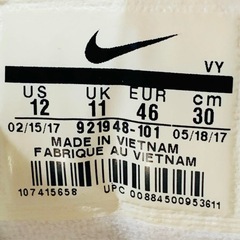 VY
US UK EUR cm
12 11 46 30
02/15/17 921948-101 05/18/17
MADE IN VIETNAM
FABRIQUE AU VIETNAM
107415658 UPC 00884500953611